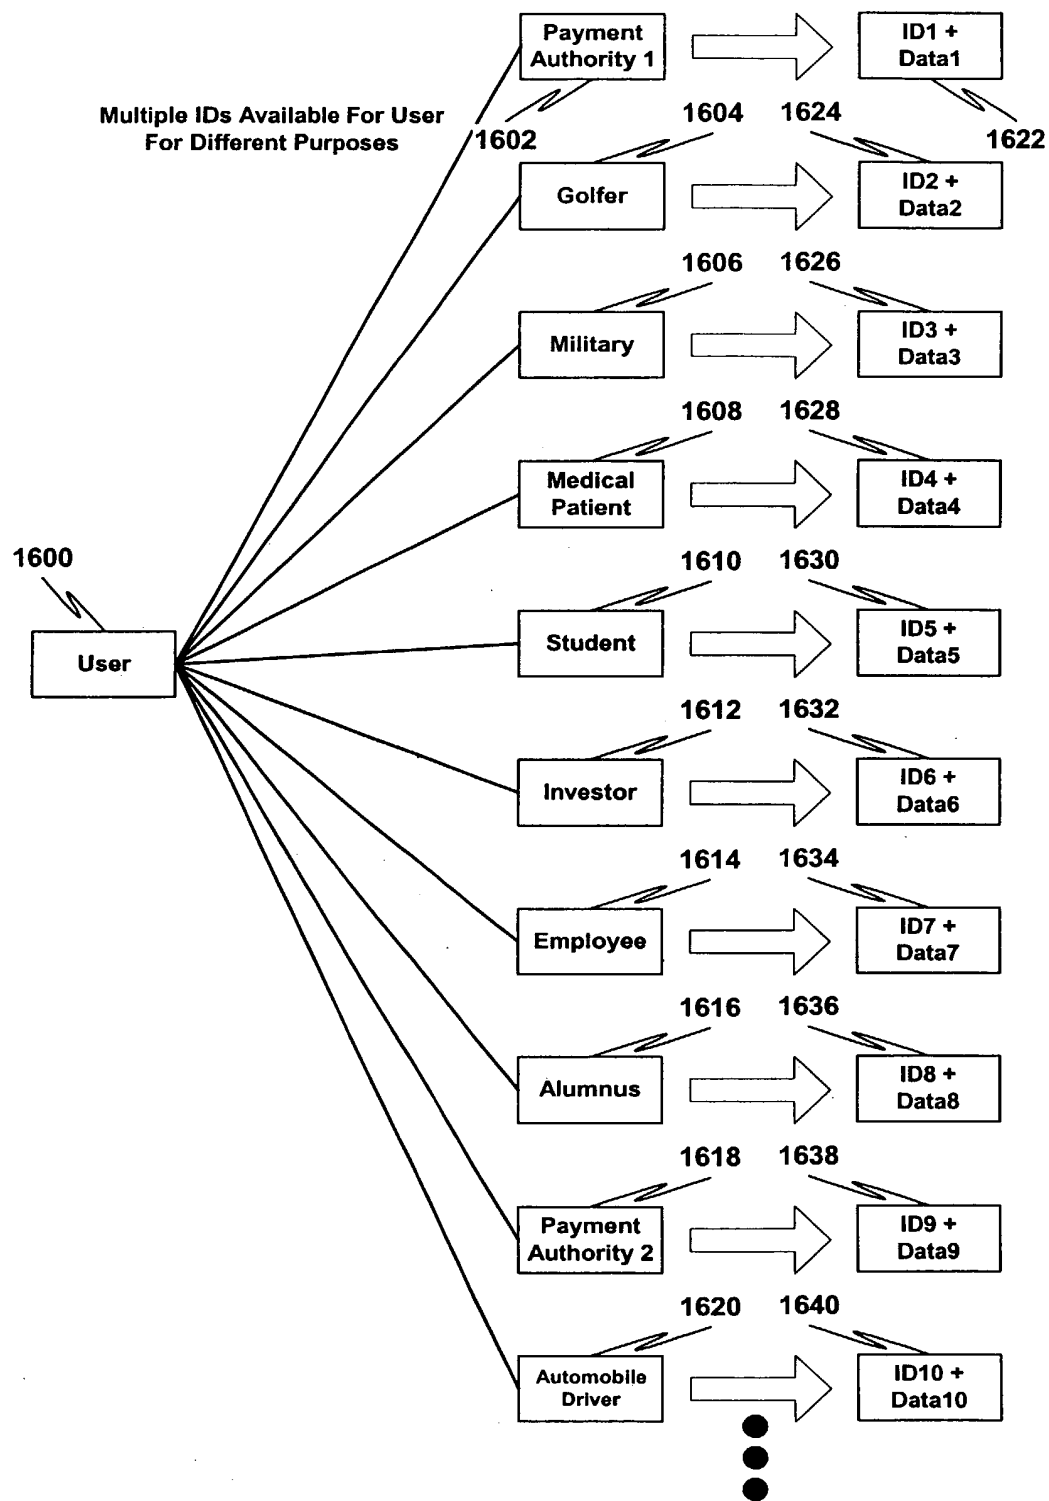 Payment
Authority 1
ID1 +
Data1
Multiple IDs Available For User
For Different Purposes
1602
1604
1624
1622
Golfer
ID2 +
Data2
1606
1626
Military
ID3 +
Data3
1608
1628
Medical
Patient
ID4 +
Data4
1600
User
1610
1630
Student
ID5 +
Data5
1612
1632
Investor
ID6 +
Data6
1614
1634
Employee
ID7 +
Data7
1616
1636
Alumnus
ID8 +
Data8
1618
1638
Payment
Authority 2
ID9 +
Data9
1620
1640
Automobile
Driver
ID10 +
Data10